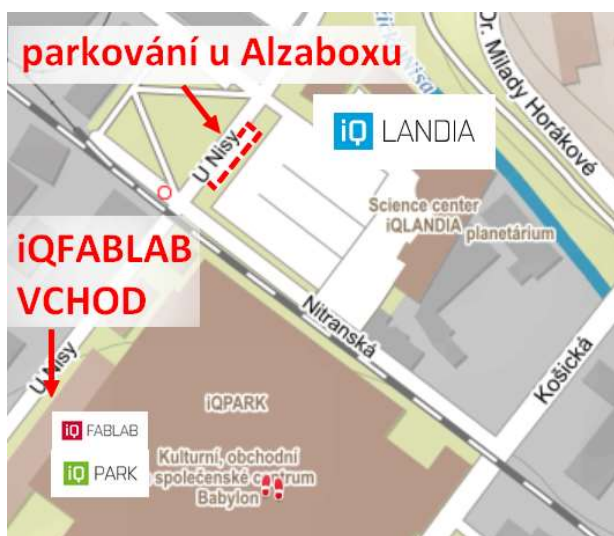 parkování u Alzaboxu
Dr. Milady Horákové
U Nisy
iQ LANDIA
Science center
iQLANDIA
planetárium
iQFABLAB
VCHOD
Nitranská
Košická
U Nisy
iQPARK
iQ FABLAB
iQ PARK
Kulturní, obchodní
společenské centrum
Babylon